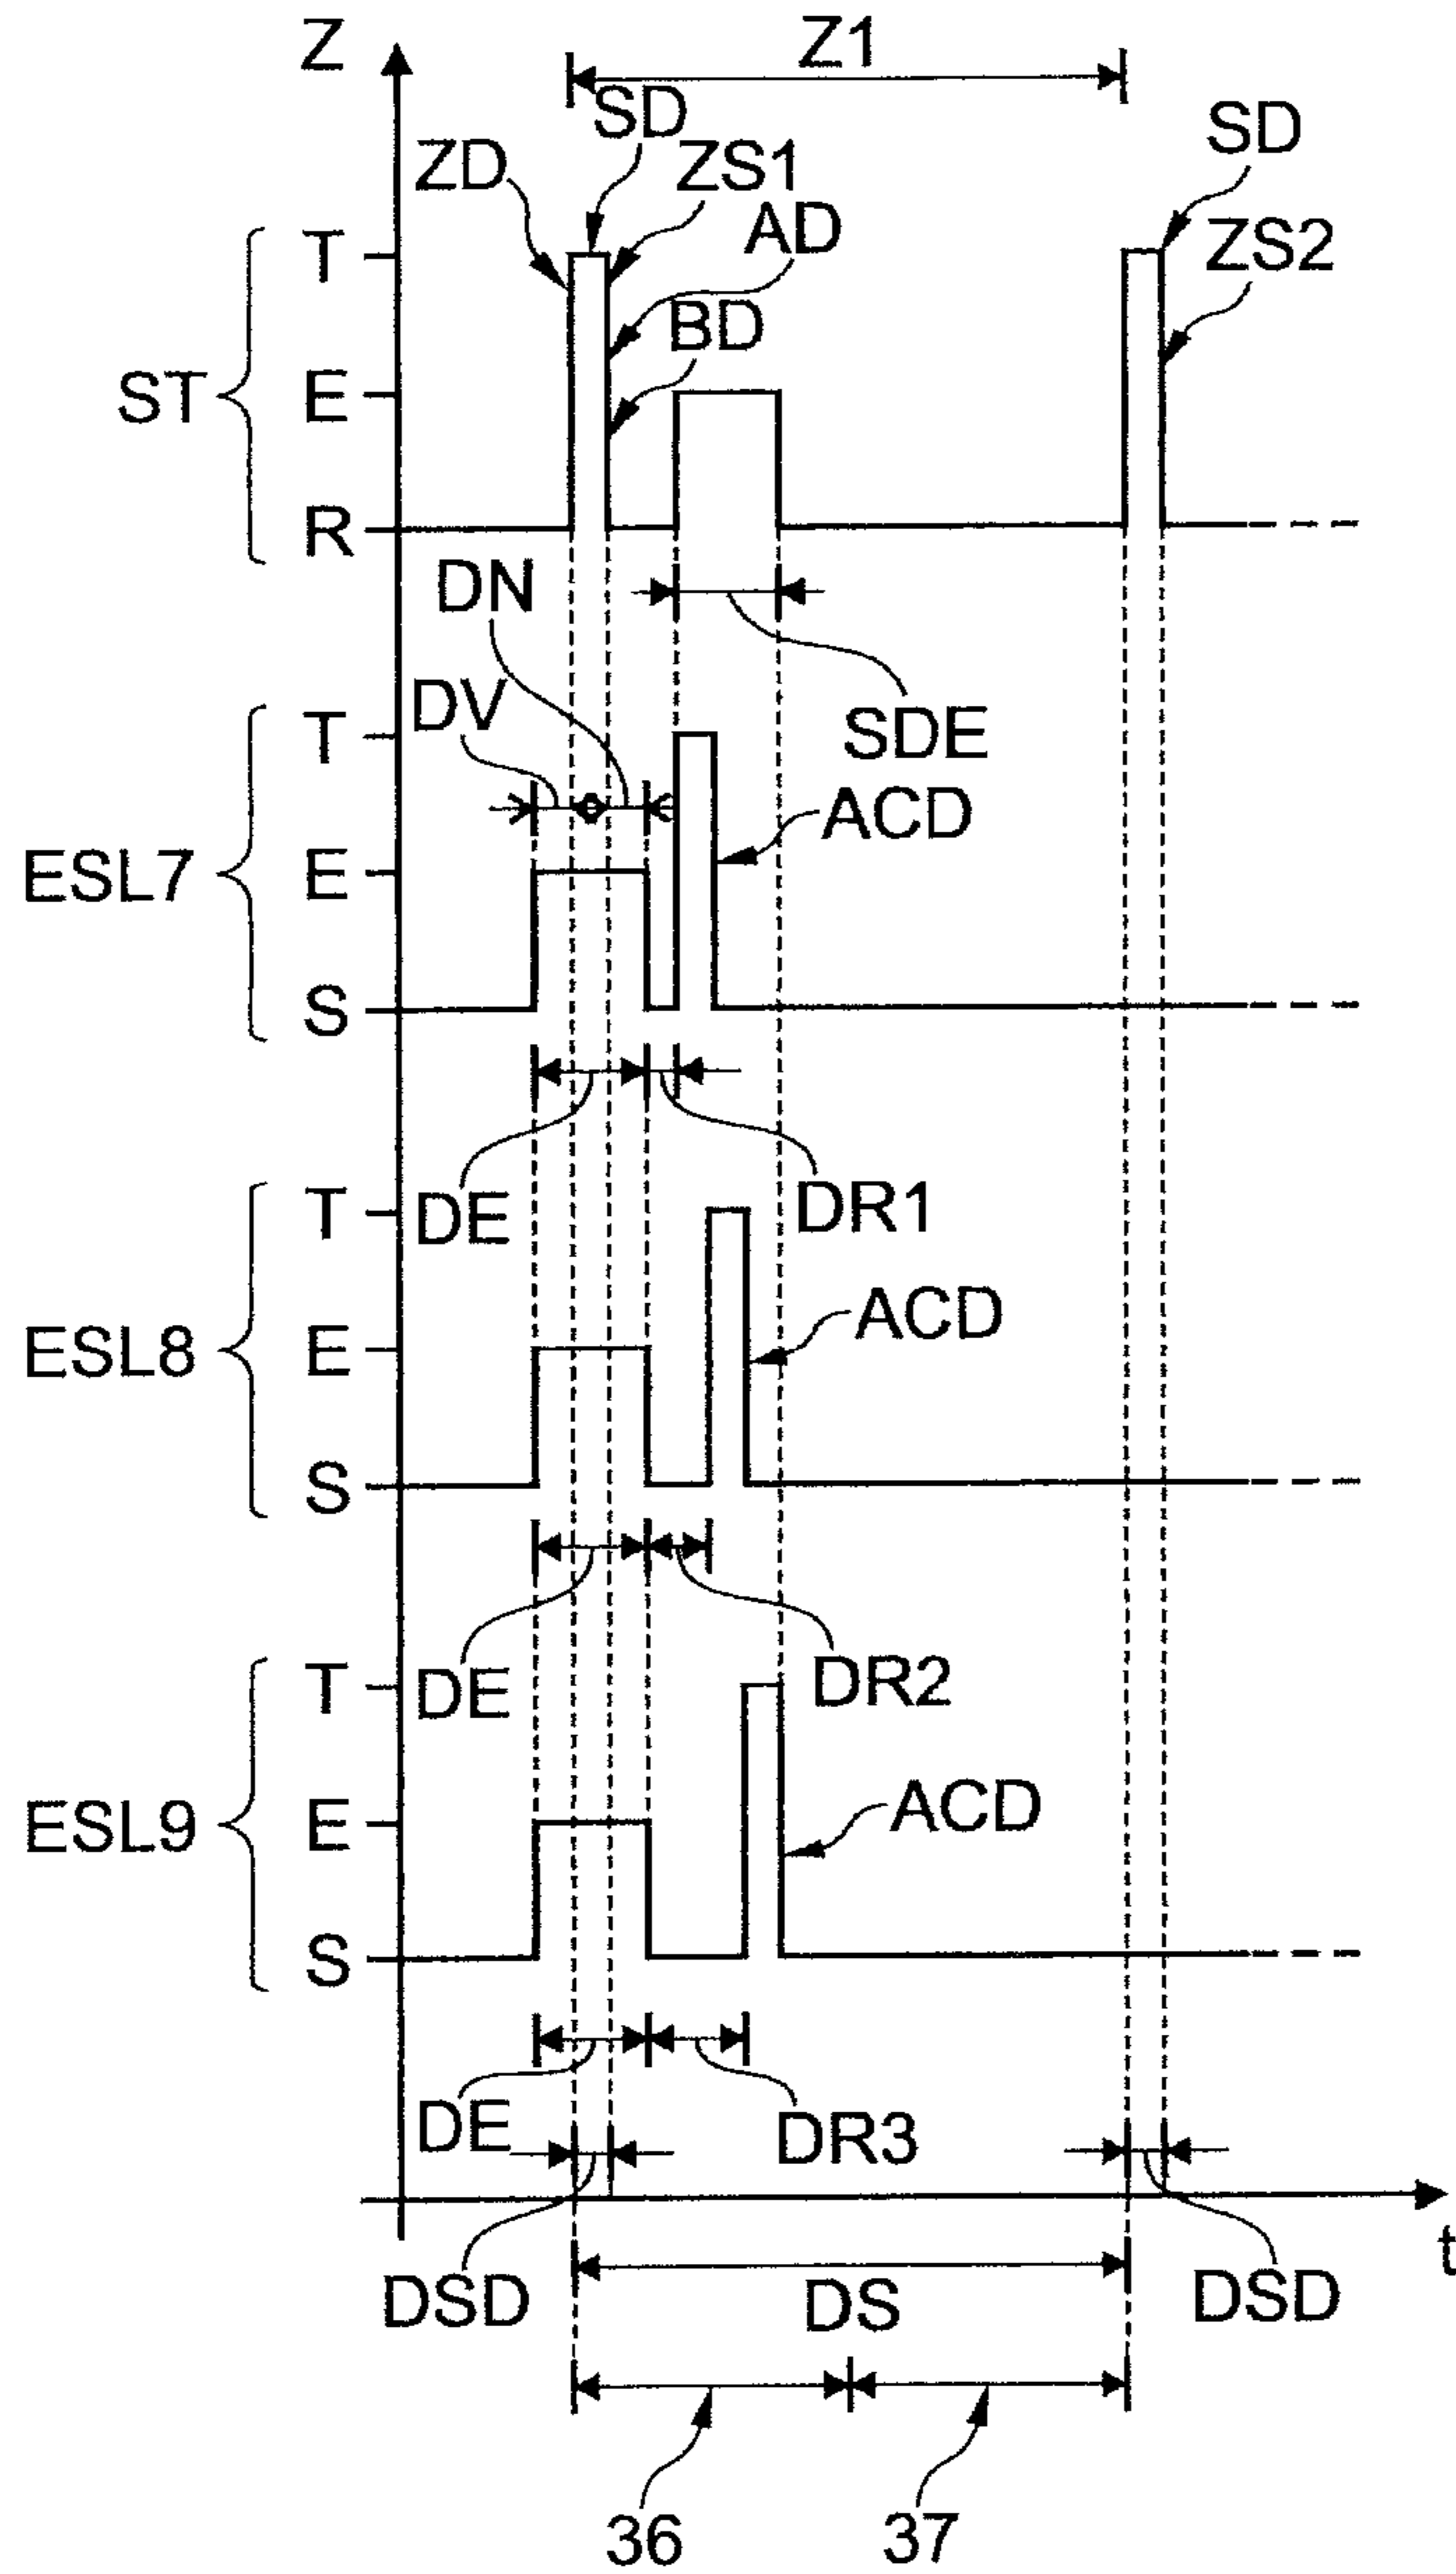 Z
Z1
SD
ZD
ZS1
AD
BD
SD
ZS2
ST
T
E
R
DN
DV
SDE
ESL7
T
E
S
ACD
DE
DR1
ESL8
T
E
S
ACD
DE
DR2
ESL9
T
E
S
ACD
DE
DR3
t
DSD
DS
DSD
36
37